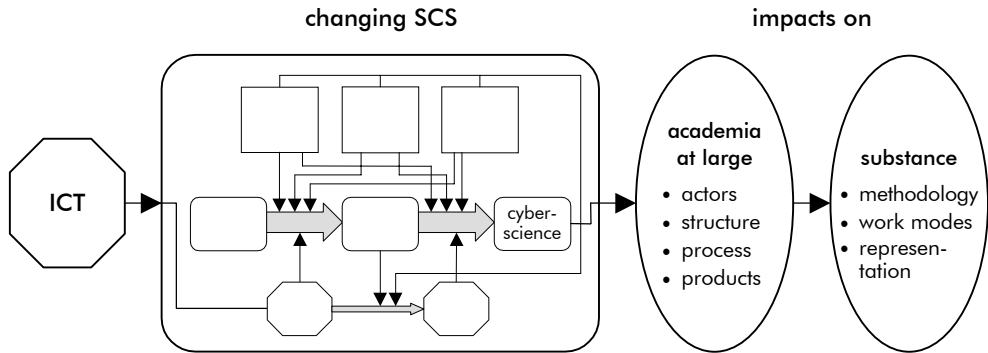 changing SCS
impacts on
ICT
cyber-
science
academia
at large
• actors
• structure
• process
• products
substance
• methodology
• work modes
• represen-
tation